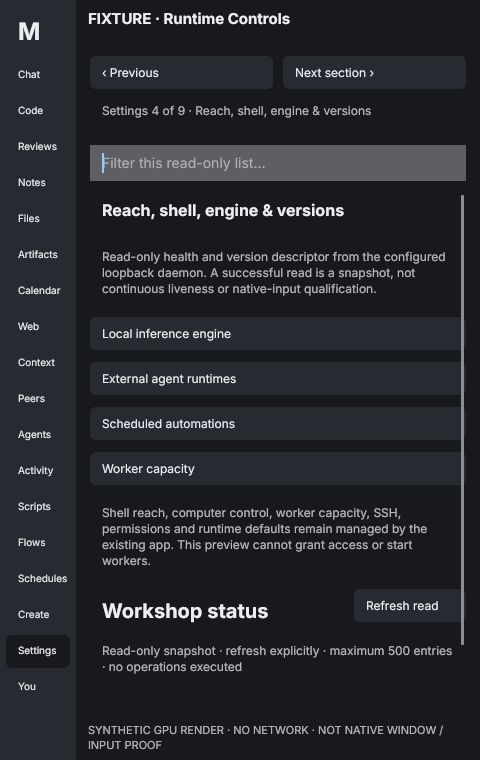 M
Chat
Code
Reviews
Notes
Files
Artifacts
Calendar
Web
Context
Peers
Agents
Activity
Scripts
Flows
Schedules
Create
Settings
You
FIXTURE · Runtime Controls
‹ Previous
Next section ›
Settings 4 of 9 · Reach, shell, engine & versions
Filter this read-only list...
Reach, shell, engine & versions
Read-only health and version descriptor from the configured
loopback daemon. A successful read is a snapshot, not
continuous liveness or native-input qualification.
Local inference engine
External agent runtimes
Scheduled automations
Worker capacity
Shell reach, computer control, worker capacity, SSH,
permissions and runtime defaults remain managed by the
existing app. This preview cannot grant access or start
workers.
Workshop status
Refresh read
Read-only snapshot · refresh explicitly · maximum 500 entries
· no operations executed
SYNTHETIC GPU RENDER · NO NETWORK · NOT NATIVE WINDOW /
INPUT PROOF